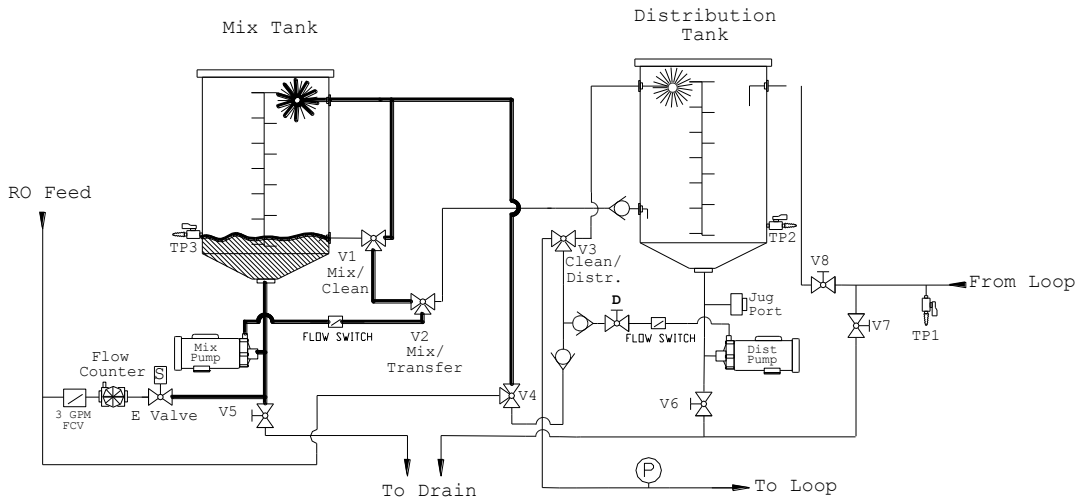 Mix Tank
Distribution
Tank
RO Feed
TP3
V1
Mix/
Clean
V3
Clean/
Distr.
TP2
V8
From Loop
D
Jug
Port
V7
TP1
FLOW SWITCH
V2
Mix/
Transfer
FLOW SWITCH
Mix
Pump
Dist
Pump
Flow
Counter
S
3 GPM
FCV
E Valve
V5
V4
V6
P
To Drain
To Loop